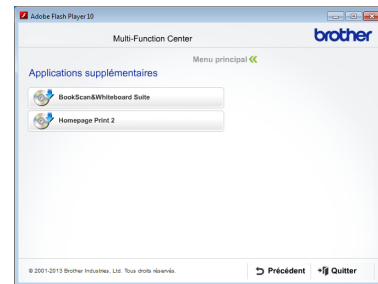 Adobe Flash Player 10
Multi-Function Center
brother
Menu principal
Applications supplémentaires
BookScan&Whiteboard Suite
Homepage Print 2
© 2001-2013 Brother Industries, Ltd. Tous droits réservés.
Précédent
Quitter